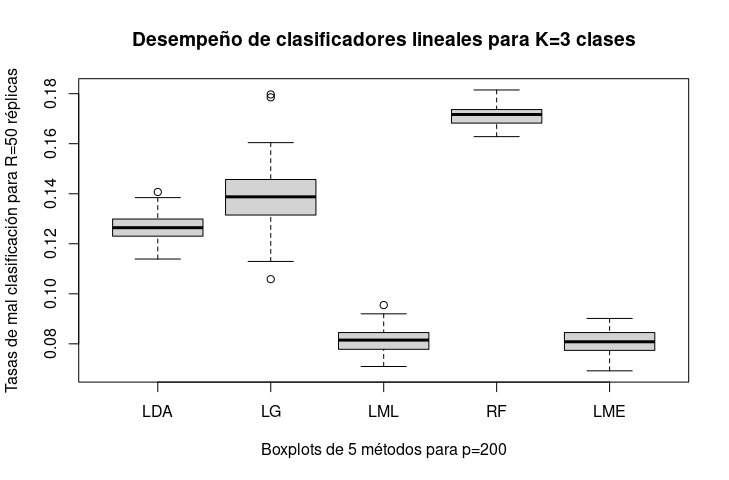 Desempeño de clasificadores lineales para K=3 clases
Tasas de mal clasificación para R=50 réplicas
0.18
0.16
0.14
0.12
0.10
0.08
LDA LG LML RF LME
Boxplots de 5 métodos para p=200